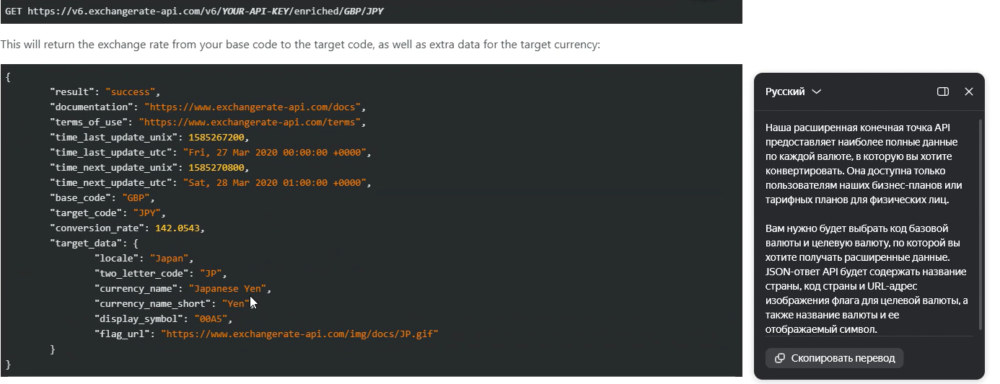 GET https://v6.exchangerate-api.com/v6/YOUR-API-KEY/enriched/GBP/JPY
This will return the exchange rate from your base code to the target code, as well as extra data for the target currency:
{
"result": "success",
"documentation": "https://www.exchangerate-api.com/docs",
"terms_of_use": "https://www.exchangerate-api.com/terms",
"time_last_update_unix": 1585267200,
"time_last_update_utc": "Fri, 27 Mar 2020 00:00:00 +0000",
"time_next_update_unix": 1585270800,
"time_next_update_utc": "Sat, 28 Mar 2020 01:00:00 +0000",
"base_code": "GBP",
"target_code": "JPY",
"conversion_rate": 142.0543,
"target_data": {
"locale": "Japan",
"two_letter_code": "JP",
"currency_name": "Japanese Yen",
"currency_name_short": "Yen",
"display_symbol": "00A5",
"flag_url": "https://www.exchangerate-api.com/img/docs/JP.gif"
}
}
Русский
Наша расширенная конечная точка API
предоставляет наиболее полные данные
по каждой валюте, в которую вы хотите
конвертировать. Она доступна только
пользователям наших бизнес-планов или
тарифных планов для физических лиц.
Вам нужно будет выбрать код базовой
валюты и целевую валюту, по которой вы
хотите получать расширенные данные.
JSON-ответ API будет содержать название
страны, код страны и URL-адрес
изображения флага для целевой валюты, а
также название валюты и ее
отображаемый символ.
Скопировать перевод